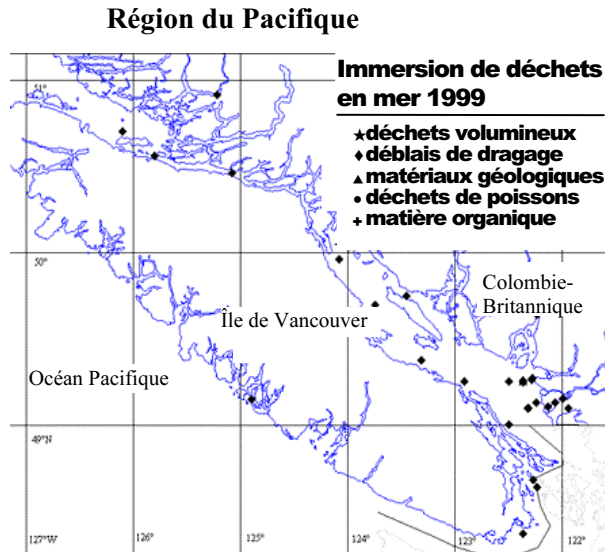 Région du Pacifique
Immersion de déchets
en mer 1999
★déchets volumineux
♦déblais de dragage
▲matériaux géologiques
●déchets de poissons
+matière organique
51°
50
Colombie-
Britannique
Île de Vancouver
Océan Pacifique
49°N
127°W
126
125
124
123
122